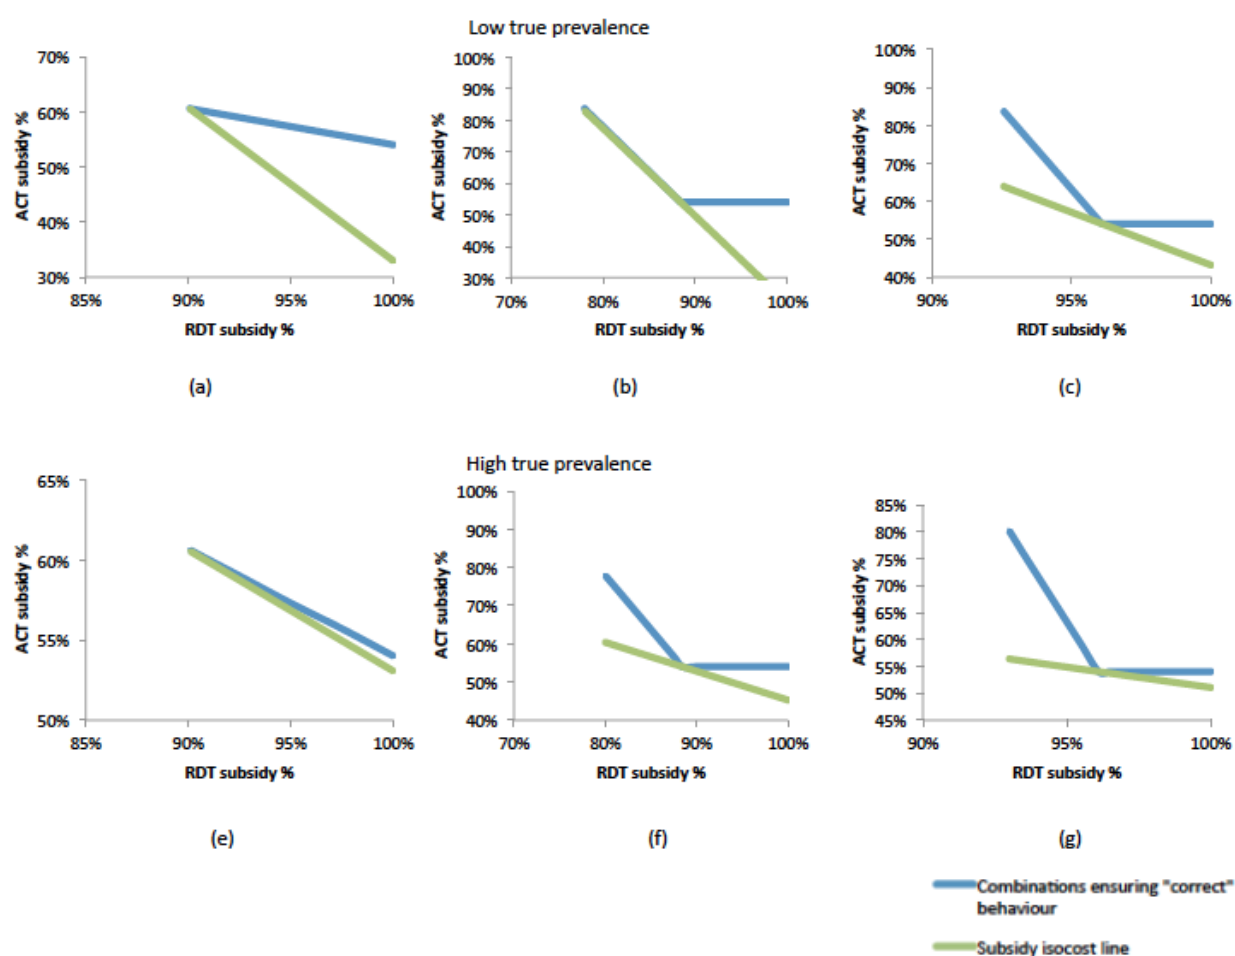 Low true prevalence
70%
60%
50%
40%
30%
85%
90%
95%
100%
ACT subsidy %
RDT subsidy %
(a)
100%
90%
80%
70%
60%
50%
40%
30%
70%
80%
90%
100%
ACT subsidy %
RDT subsidy %
(b)
100%
90%
80%
70%
60%
50%
40%
90%
95%
100%
ACT subsidy %
RDT subsidy %
(c)
High true prevalence
65%
60%
55%
50%
85%
90%
95%
100%
ACT subsidy %
RDT subsidy %
(e)
100%
90%
80%
70%
60%
50%
40%
70%
80%
90%
100%
ACT subsidy %
RDT subsidy %
(f)
85%
80%
75%
70%
65%
60%
55%
50%
45%
90%
95%
100%
ACT subsidy %
RDT subsidy %
(g)
Combinations ensuring "correct"
behaviour
Subsidy isocost line